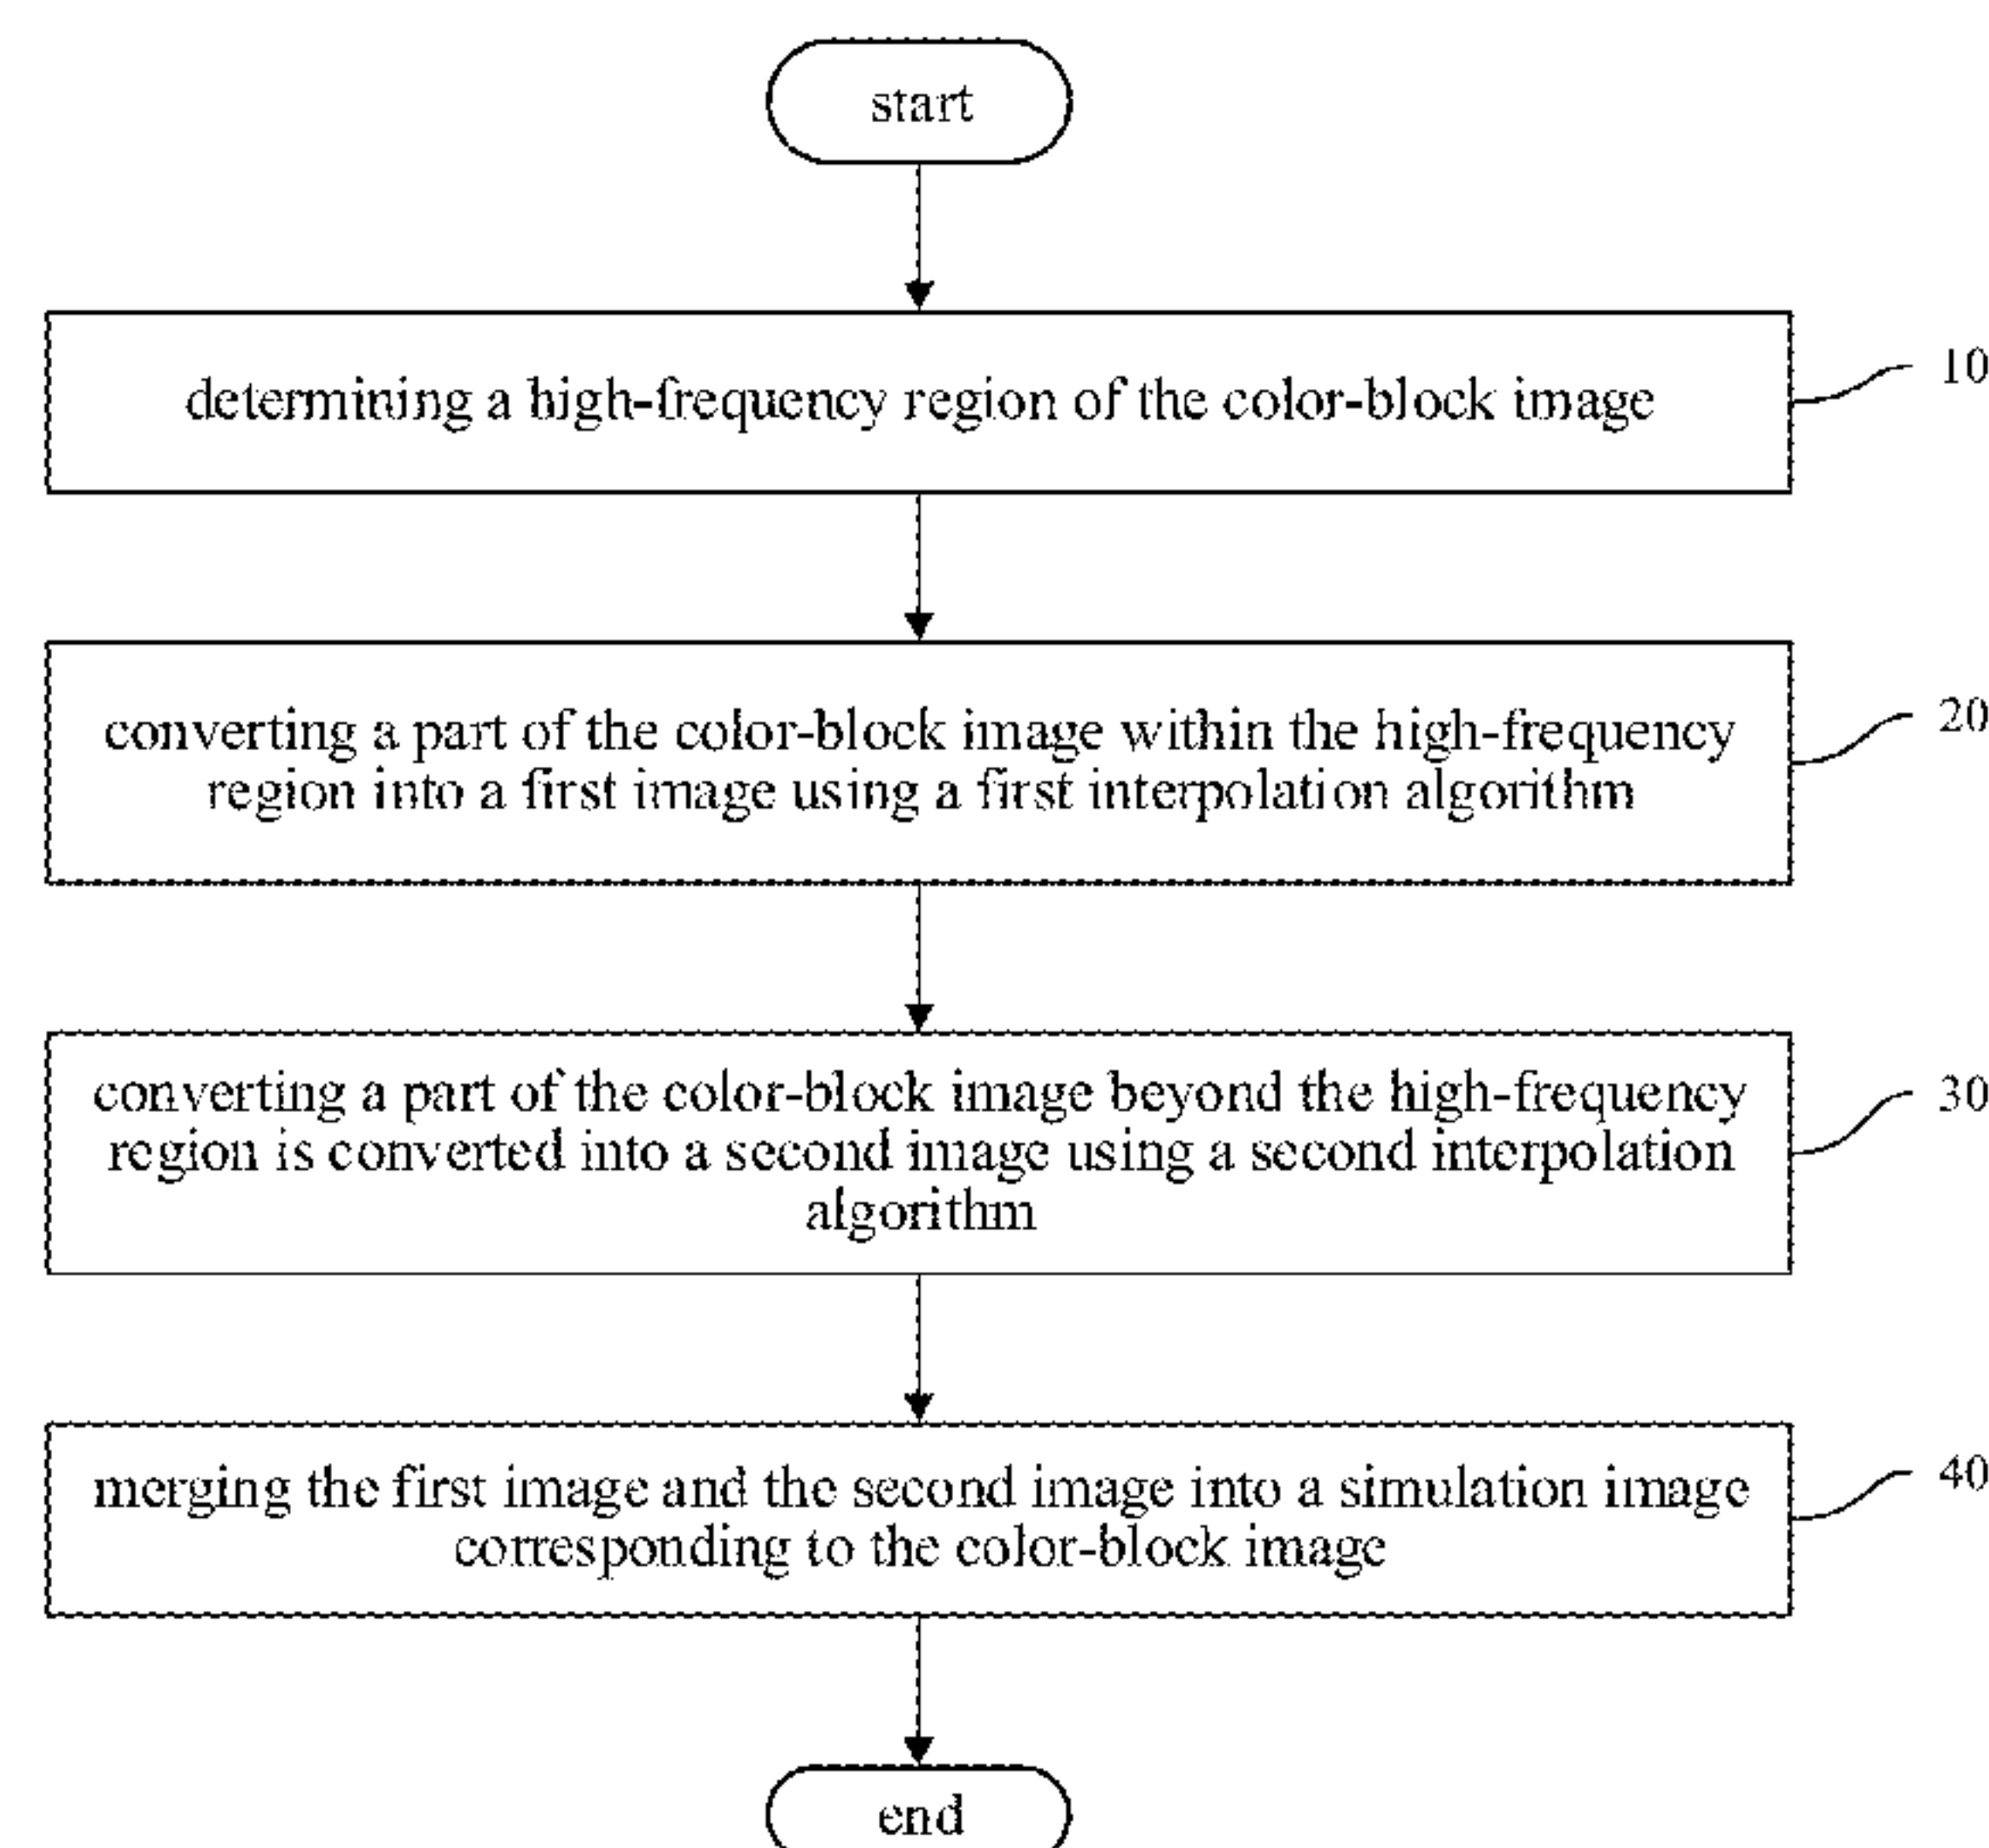 start
determining a high-frequency region of the color-block image
10
converting a part of the color-block image within the high-frequency
region into a first image using a first interpolation algorithm
20
converting a part of the color-block image beyond the high-frequency
region is converted into a second image using a second interpolation
algorithm
30
merging the first image and the second image into a simulation image
corresponding to the color-block image
40
end